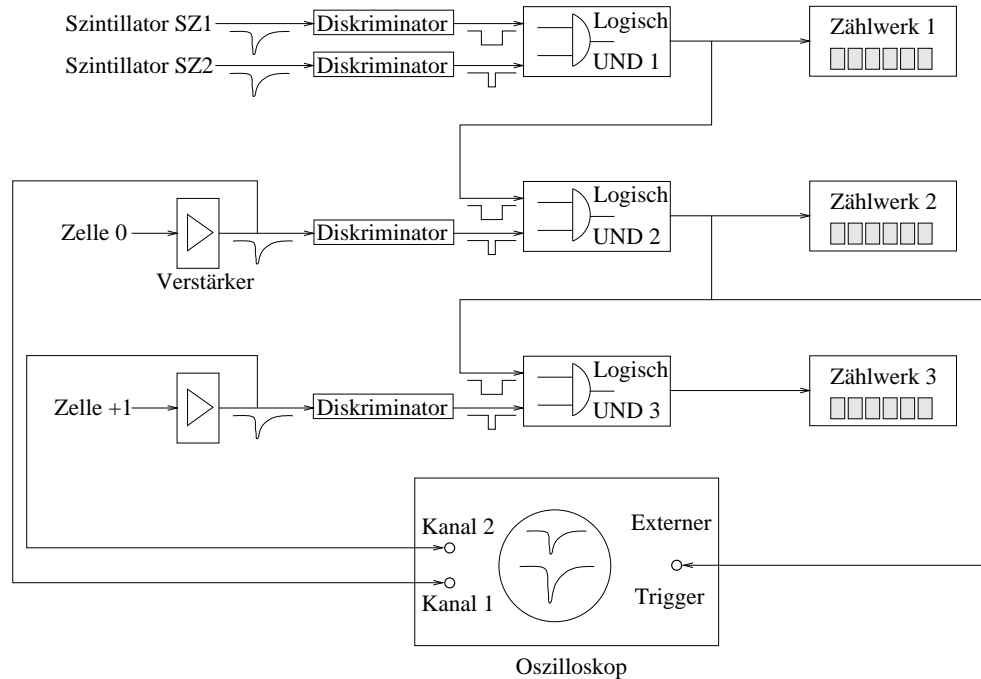 Szintillator SZ1
Diskriminator
Logisch
UND 1
Zählwerk 1
Szintillator SZ2
Diskriminator
Zelle 0
Verstärker
Diskriminator
Logisch
UND 2
Zählwerk 2
Zelle +1
Diskriminator
Logisch
UND 3
Zählwerk 3
Kanal 2
Kanal 1
Externer
Trigger
Oszilloskop